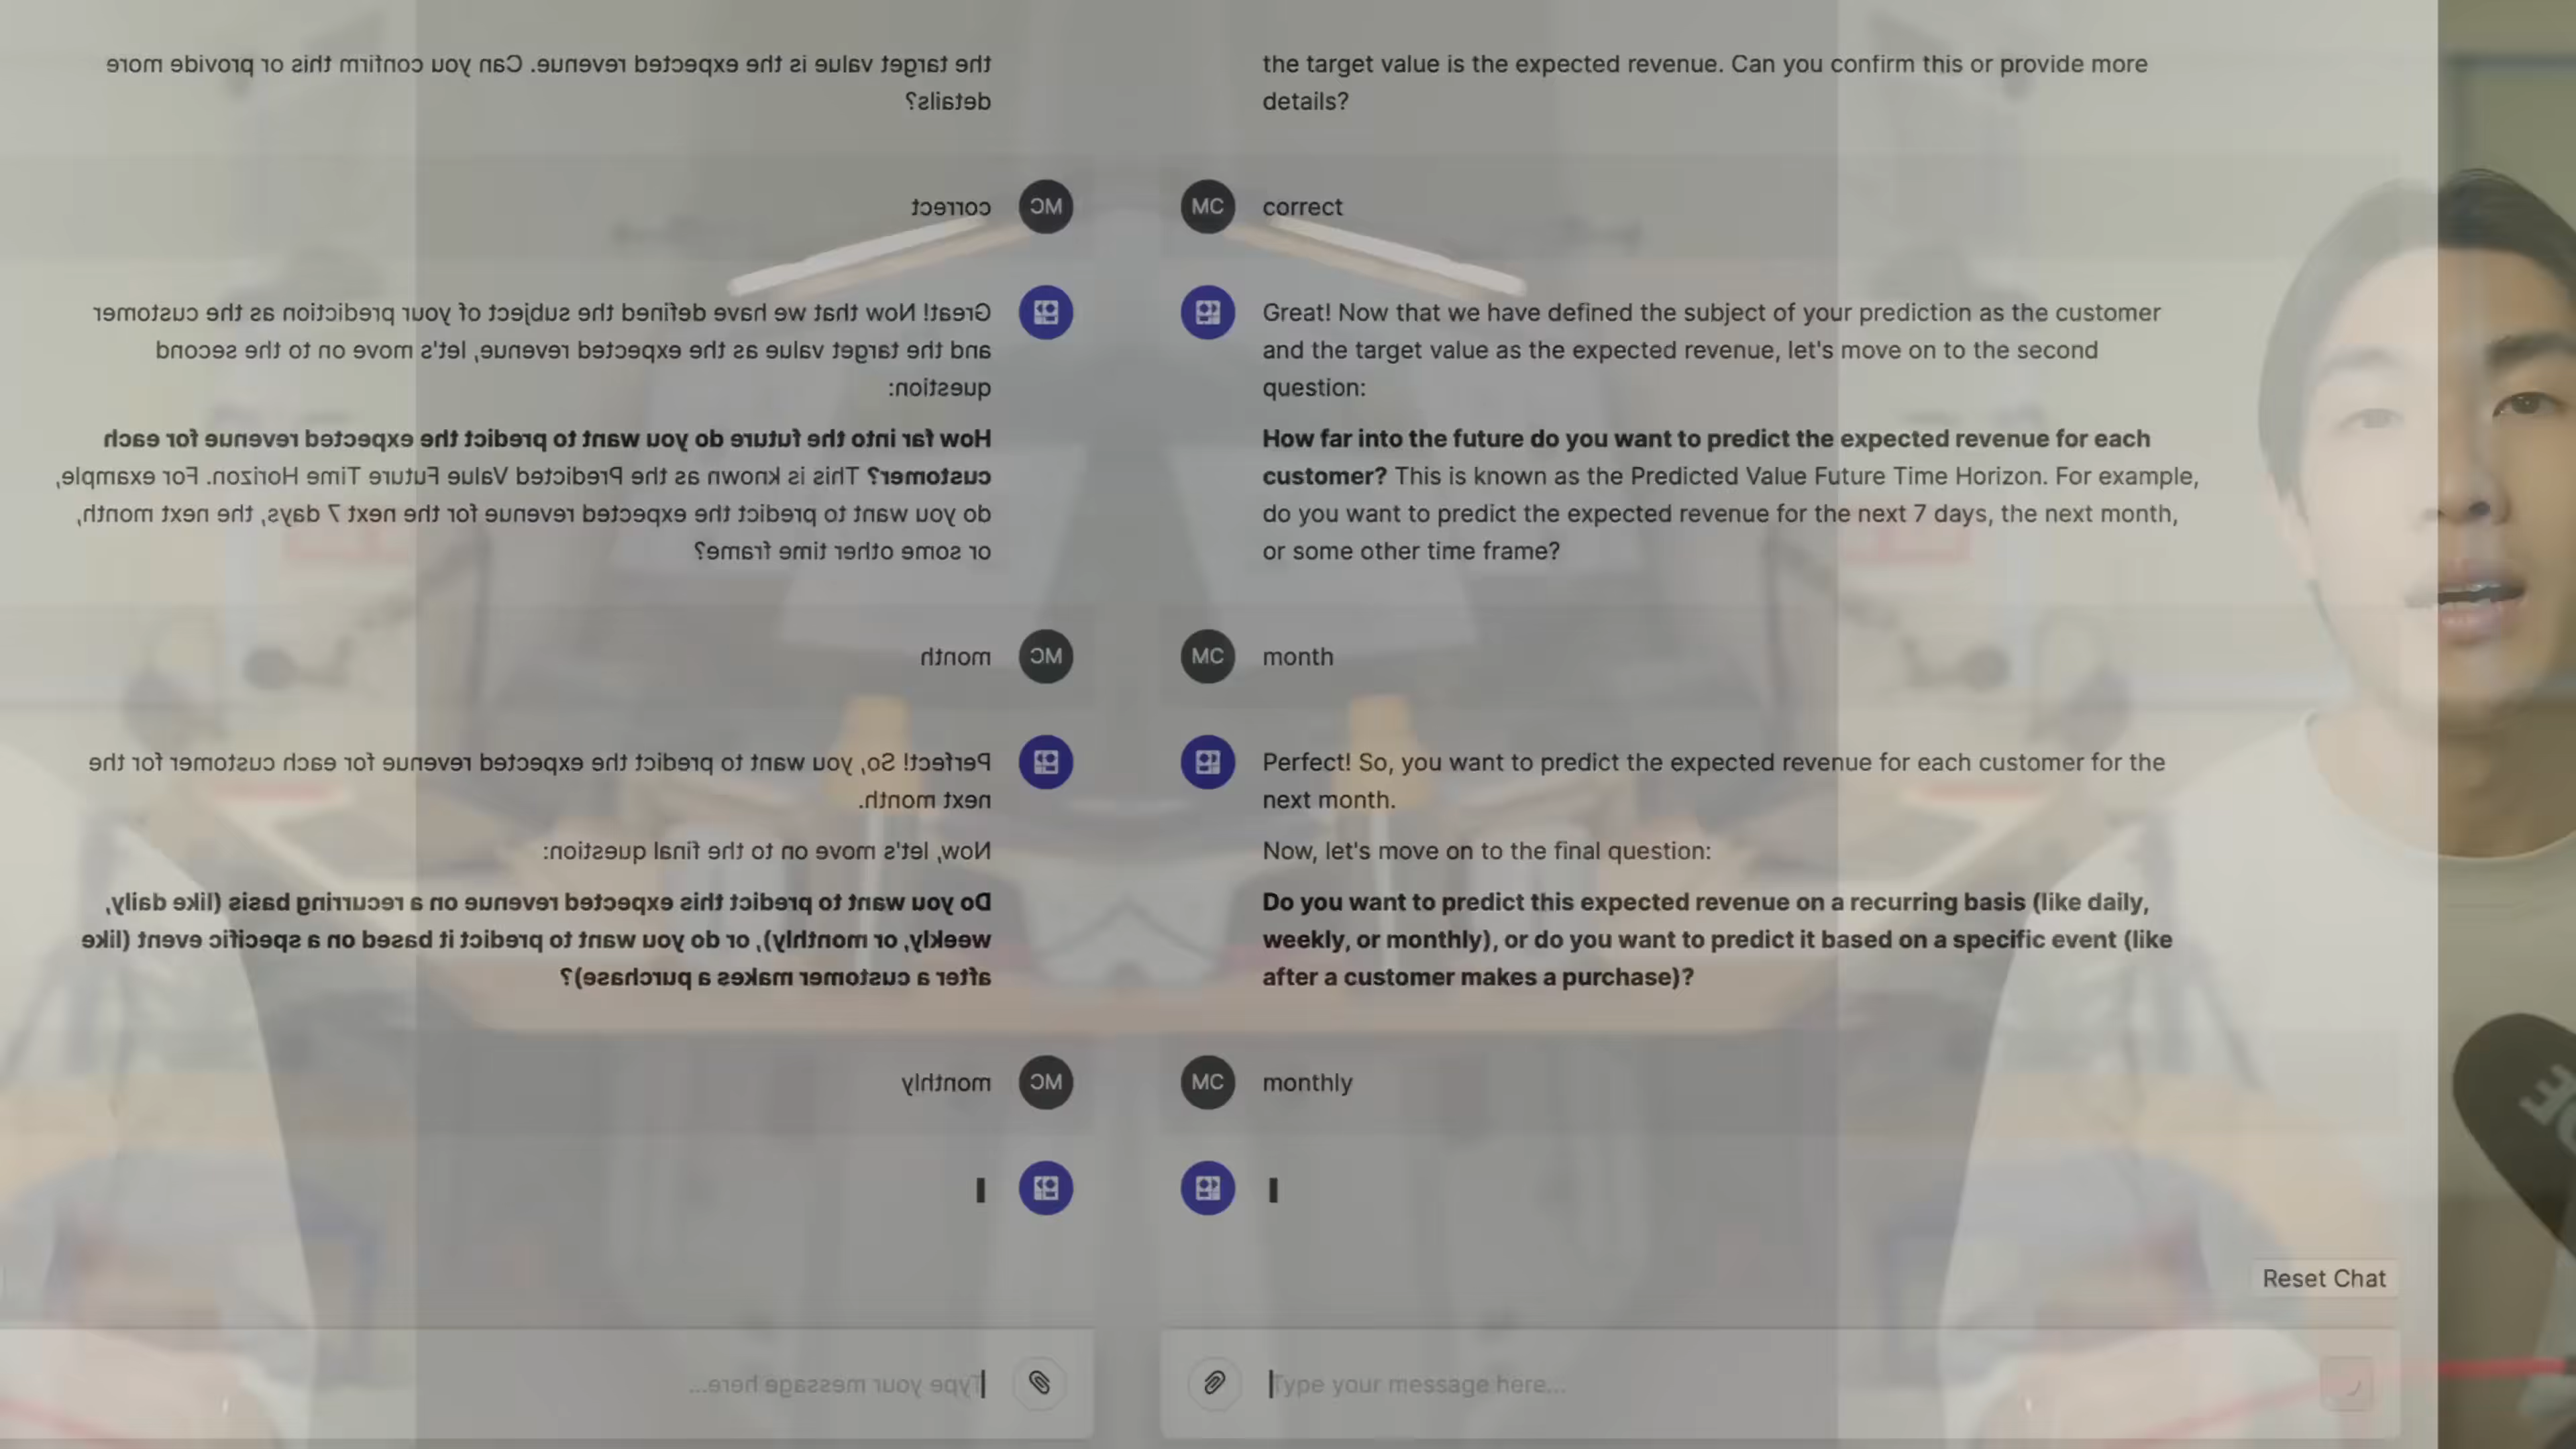 the target value is the expected revenue. Can you confirm this or provide more
details?
MC correct
Great! Now that we have defined the subject of your prediction as the customer
and the target value as the expected revenue, let's move on to the second
question:
How far into the future do you want to predict the expected revenue for each
customer? This is known as the Predicted Value Future Time Horizon. For example,
do you want to predict the expected revenue for the next 7 days, the next month,
or some other time frame?
MC month
Perfect! So, you want to predict the expected revenue for each customer for the
next month.
Now, let's move on to the final question:
Do you want to predict this expected revenue on a recurring basis (like daily,
weekly, or monthly), or do you want to predict it based on a specific event (like
after a customer makes a purchase)?
MC monthly
Reset Chat
Type your message here...